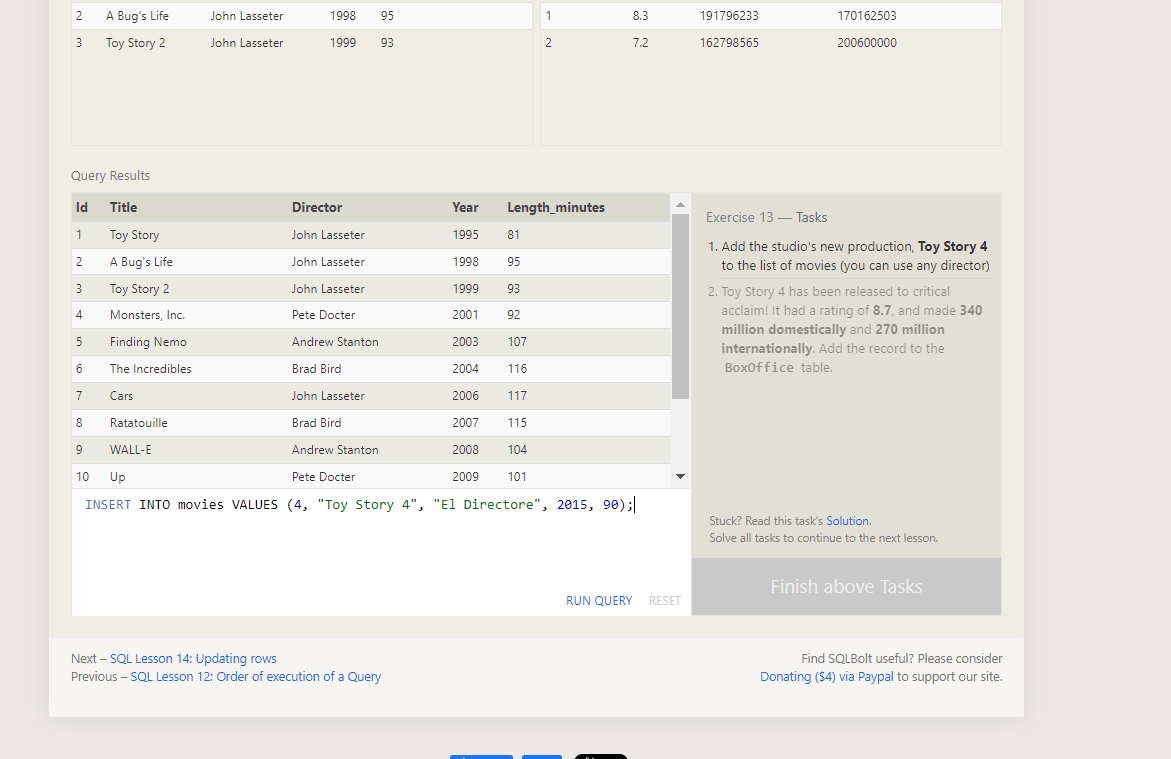 2 A Bug's Life John Lasseter 1998 95
3 Toy Story 2 John Lasseter 1999 93
1 8.3 191796233 170162503
2 7.2 162798565 200600000
Query Results
Id Title Director Year Length_minutes
1 Toy Story John Lasseter 1995 81
2 A Bug's Life John Lasseter 1998 95
3 Toy Story 2 John Lasseter 1999 93
4 Monsters, Inc. Pete Docter 2001 92
5 Finding Nemo Andrew Stanton 2003 107
6 The Incredibles Brad Bird 2004 116
7 Cars John Lasseter 2006 117
8 Ratatouille Brad Bird 2007 115
9 WALL-E Andrew Stanton 2008 104
10 Up Pete Docter 2009 101
INSERT INTO movies VALUES (4, "Toy Story 4", "El Directore", 2015, 90);
RUN QUERY RESET
Exercise 13 — Tasks
1. Add the studio's new production, Toy Story 4
to the list of movies (you can use any director)
2. Toy Story 4 has been released to critical
acclaim! It had a rating of 8.7, and made 340
million domestically and 270 million
internationally. Add the record to the
BoxOffice table.
Stuck? Read this task's Solution.
Solve all tasks to continue to the next lesson.
Finish above Tasks
Next – SQL Lesson 14: Updating rows
Previous – SQL Lesson 12: Order of execution of a Query
Find SQLBolt useful? Please consider
Donating ($4) via Paypal to support our site.